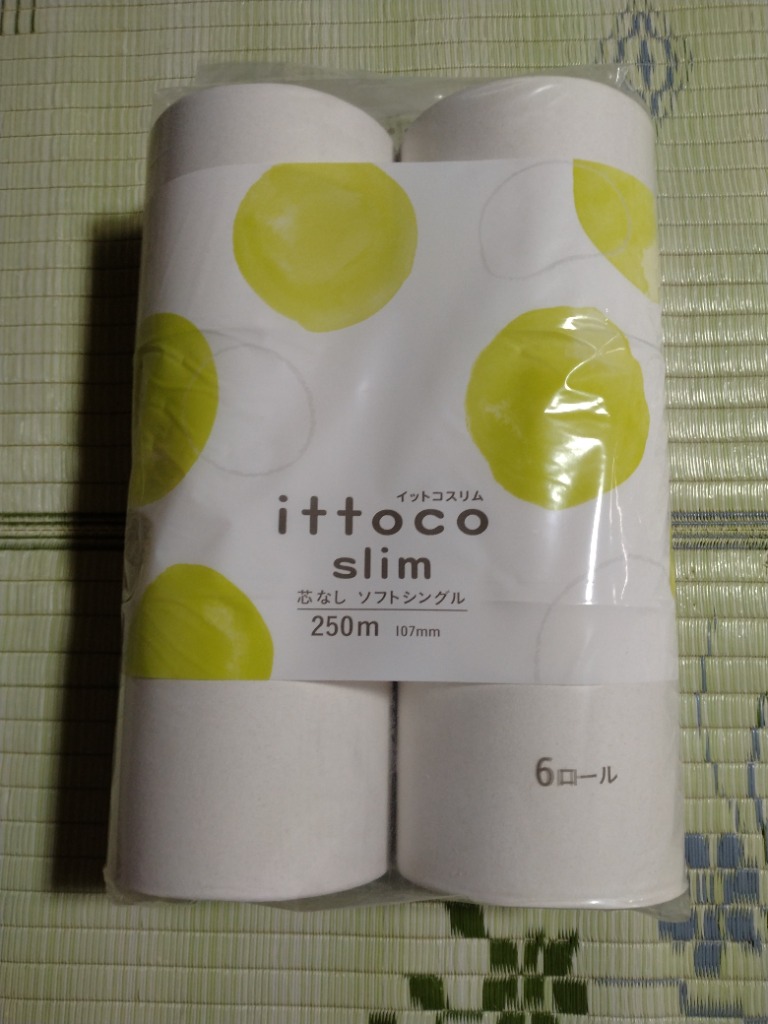 イットコスリム
ittoco
slim
芯なし ソフトシングル
250m 107mm
6ロール